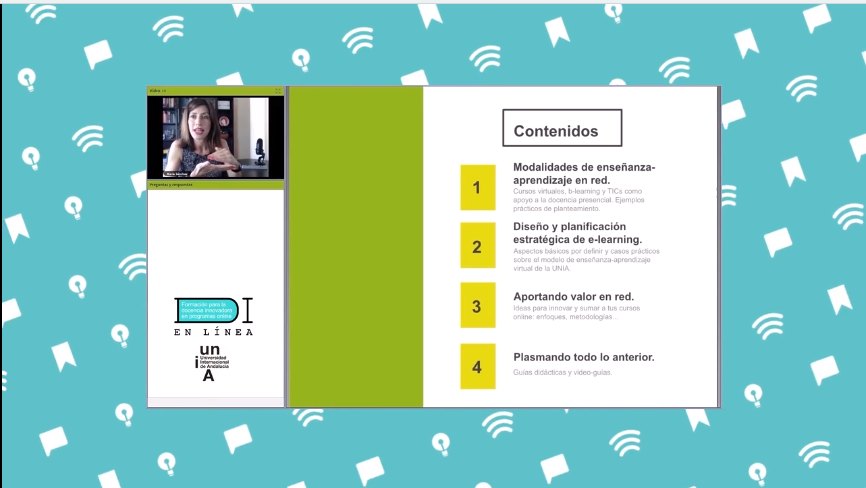 Video
Preguntas y respuestas
Formación para la
docencia innovadora
en programas online
EN LÍNEA
un
i
Universidad
Internacional
de Andalucía
A
Contenidos
1
Modalidades de enseñanza-
aprendizaje en red.
Cursos virtuales, b-learning y TICs como
apoyo a la docencia presencial. Ejemplos
prácticos de planteamiento.
2
Diseño y planificación
estratégica de e-learning.
Aspectos básicos por definir y casos prácticos
sobre el modelo de enseñanza-aprendizaje
virtual de la UNIA.
3
Aportando valor en red.
Ideas para innovar y sumar a tus cursos
online: enfoques, metodologías...
4
Plasmando todo lo anterior.
Guías didácticas y video-guías.